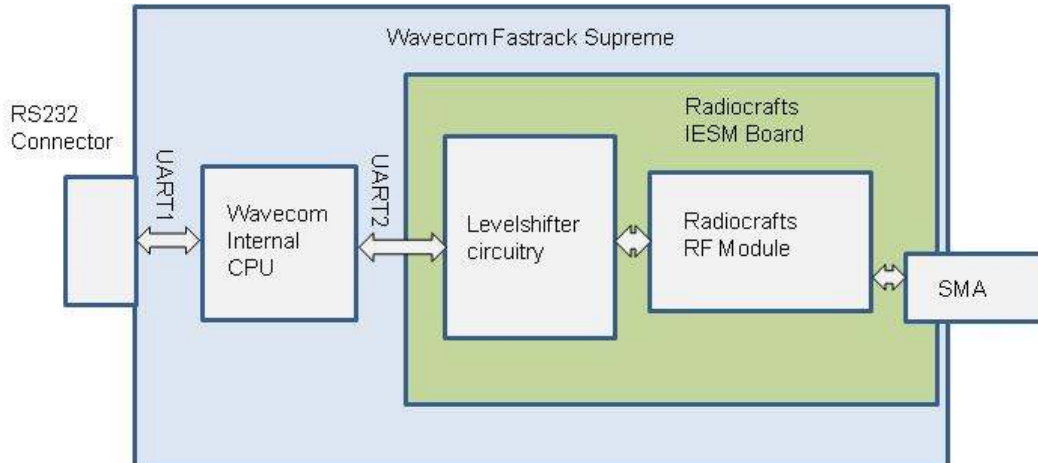 Wavecom Fastrack Supreme
RS232
Connector
Radiocrafts
IESM Board
UART1
UART2
Wavecom
Internal
CPU
Levelshifter
circuitry
Radiocrafts
RF Module
SMA